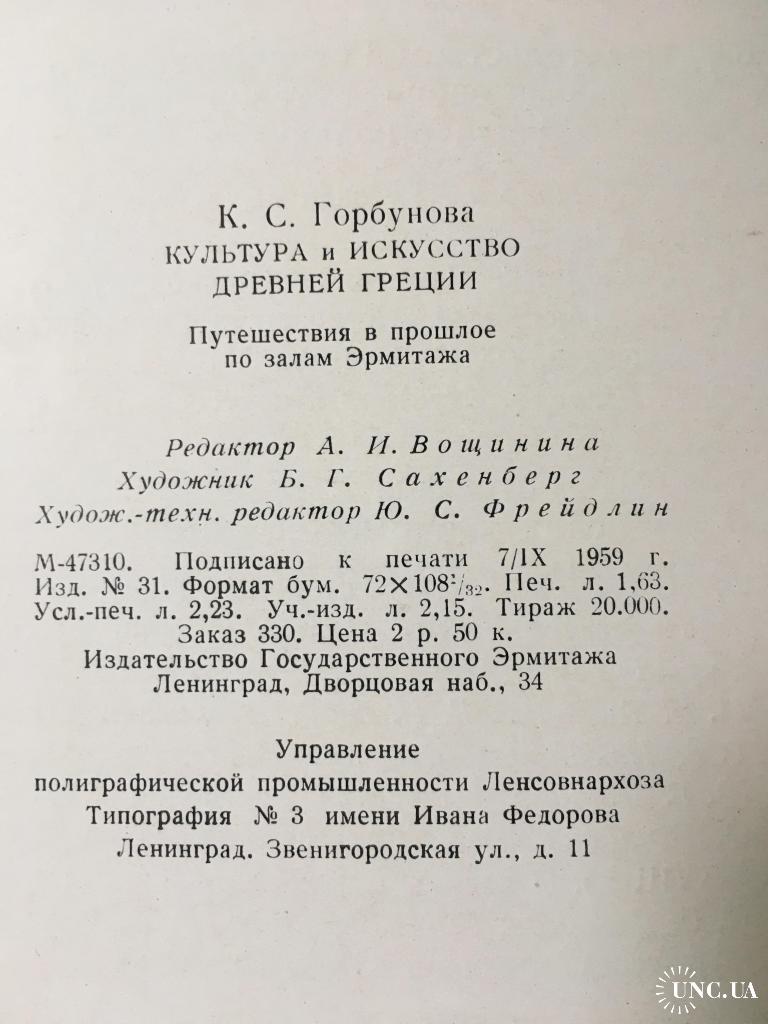 К. С. Горбунова
КУЛЬТУРА и ИСКУССТВО
ДРЕВНЕЙ ГРЕЦИИ
Путешествия в прошлое
по залам Эрмитажа
Редактор А. И. Вощинина
Художник Б. Г. Сахенберг
Худож.-техн. редактор Ю. С. Фрейдлин
М-47310. Подписано к печати 7/IX 1959 г.
Изд. № 31. Формат бум. 72×108¹/₃₂. Печ. л. 1,63.
Усл.-печ. л. 2,23. Уч.-изд. л. 2,15. Тираж 20.000.
Заказ 330. Цена 2 р. 50 к.
Издательство Государственного Эрмитажа
Ленинград, Дворцовая наб., 34
Управление
полиграфической промышленности Ленсовнархоза
Типография № 3 имени Ивана Федорова
Ленинград. Звенигородская ул., д. 11
UNC.UA